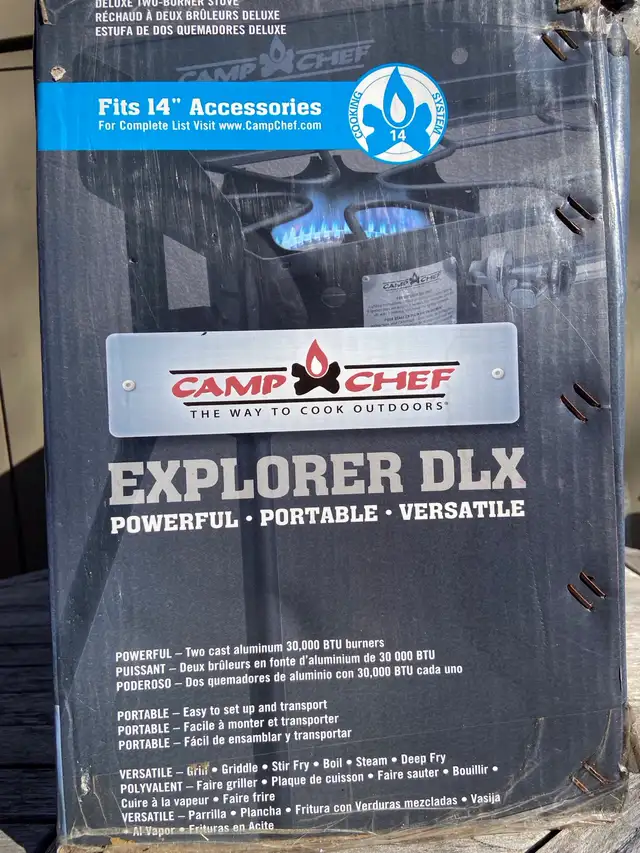 DELUXE TWO-BURNER STOVE
RÉCHAUD À DEUX BRÛLEURS DELUXE
ESTUFA DE DOS QUEMADORES DELUXE
CAMP CHEF
Fits 14" Accessories
For Complete List Visit www.CampChef.com
COOKING SYSTEM
14
CAMP CHEF
CAMP CHEF
THE WAY TO COOK OUTDOORS®
EXPLORER DLX
POWERFUL • PORTABLE • VERSATILE
POWERFUL – Two cast aluminum 30,000 BTU burners
PUISSANT – Deux brûleurs en fonte d'aluminium de 30 000 BTU
PODEROSO – Dos quemadores de aluminio con 30,000 BTU cada uno
PORTABLE – Easy to set up and transport
PORTABLE – Facile à monter et transporter
PORTABLE – Fácil de ensamblar y transportar
VERSATILE – Grill • Griddle • Stir Fry • Boil • Steam • Deep Fry
POLYVALENT – Faire griller • Plaque de cuisson • Faire sauter • Bouillir •
Cuire à la vapeur • Faire frire
VERSATILE – Parrilla • Plancha • Fritura con Verduras mezcladas • Vasija
• Al Vapor • Frituras en Acite